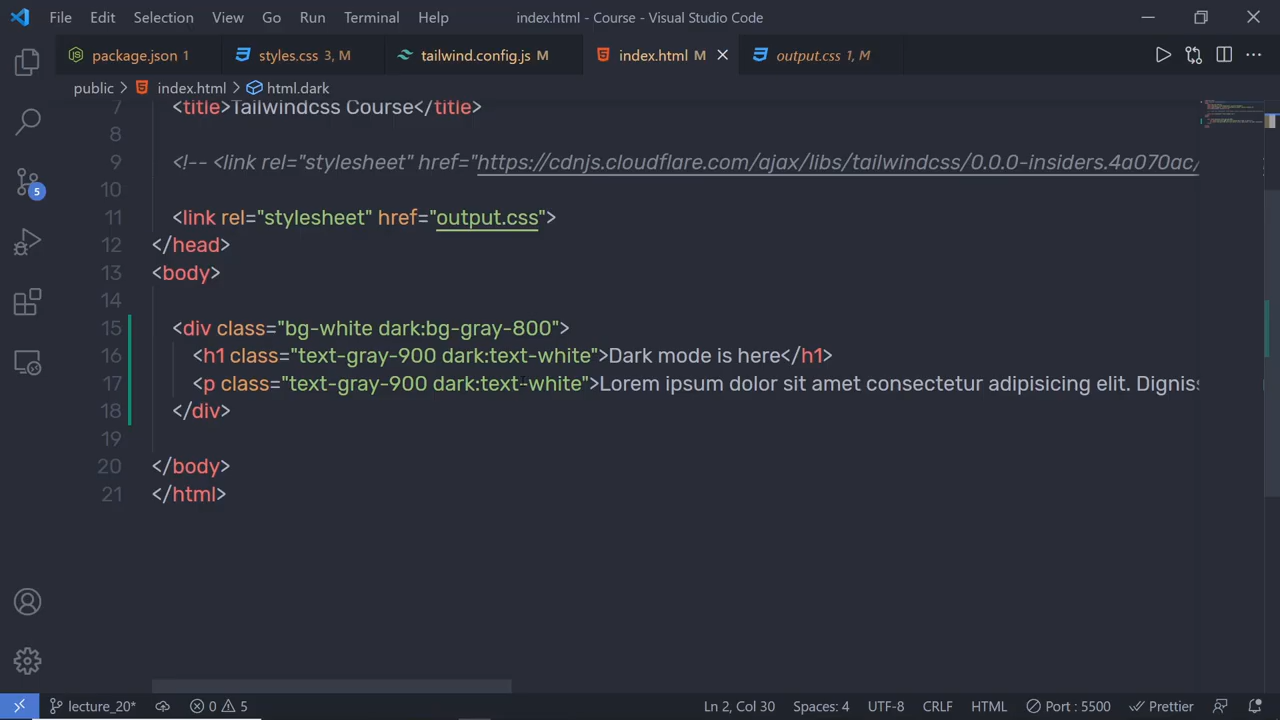 File Edit Selection View Go Run Terminal Help index.html - Course - Visual Studio Code
package.json 1 styles.css 3, M tailwind.config.js M index.html M output.css 1, M
public > index.html > html.dark
7 <title>Tailwindcss Course</title>
8
9 <!-- <link rel="stylesheet" href="https://cdnjs.cloudflare.com/ajax/libs/tailwindcss/0.0.0-insiders.4a070ac/
10
11 <link rel="stylesheet" href="output.css">
12 </head>
13 <body>
14
15 <div class="bg-white dark:bg-gray-800">
16 <h1 class="text-gray-900 dark:text-white">Dark mode is here</h1>
17 <p class="text-gray-900 dark:text-white">Lorem ipsum dolor sit amet consectetur adipisicing elit. Digniss
18 </div>
19
20 </body>
21 </html>
5
lecture_20* 0 5 Ln 2, Col 30 Spaces: 4 UTF-8 CRLF HTML Port : 5500 Prettier